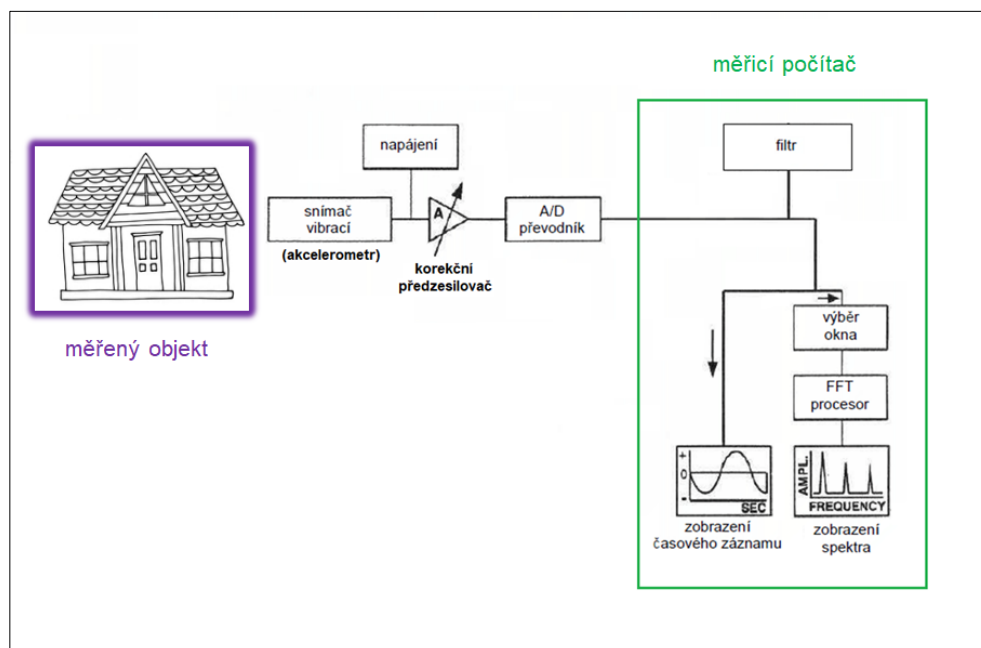 měřicí počítač
napájení
filtr
snímač
vibrací
(akcelerometr)
A
korekční
předzesilovač
A/D
převodník
měřený objekt
výběr
okna
FFT
procesor
+
0
-
SEC
AMPL.
FREQUENCY
zobrazení
časového záznamu
zobrazení
spektra